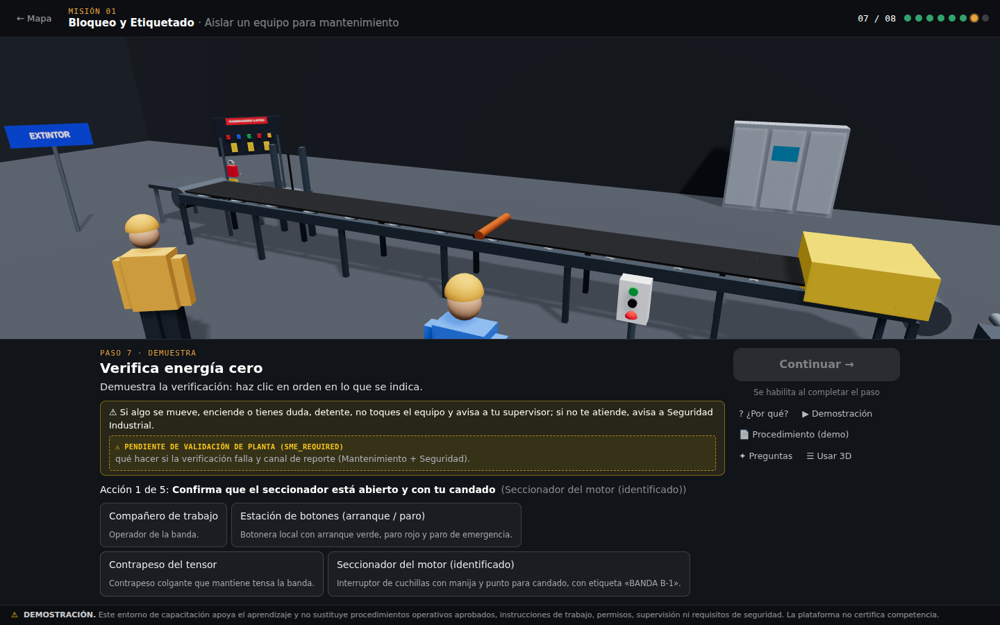 ← Mapa
MISIÓN 01
Bloqueo y Etiquetado · Aislar un equipo para mantenimiento
07 / 08
EXTINTOR
CANDADOS LOTO
PASO 7 · DEMUESTRA
Verifica energía cero
Demuestra la verificación: haz clic en orden en lo que se indica.
⚠ Si algo se mueve, enciende o tienes duda, detente, no toques el equipo y avisa a tu supervisor; si no te atiende, avisa a Seguridad
Industrial.
⚠ PENDIENTE DE VALIDACIÓN DE PLANTA (SME_REQUIRED)
qué hacer si la verificación falla y canal de reporte (Mantenimiento + Seguridad).
Acción 1 de 5: Confirma que el seccionador está abierto y con tu candado (Seccionador del motor (identificado))
Compañero de trabajo
Operador de la banda.
Estación de botones (arranque / paro)
Botonera local con arranque verde, paro rojo y paro de emergencia.
Contrapeso del tensor
Contrapeso colgante que mantiene tensa la banda.
Seccionador del motor (identificado)
Interruptor de cuchillas con manija y punto para candado, con etiqueta «BANDA B-1».
Continuar →
Se habilita al completar el paso
? ¿Por qué?
▶ Demostración
Procedimiento (demo)
✦ Preguntas
☰ Usar 3D
⚠ DEMOSTRACIÓN. Este entorno de capacitación apoya el aprendizaje y no sustituye procedimientos operativos aprobados, instrucciones de trabajo, permisos, supervisión ni requisitos de seguridad. La plataforma no certifica competencia.